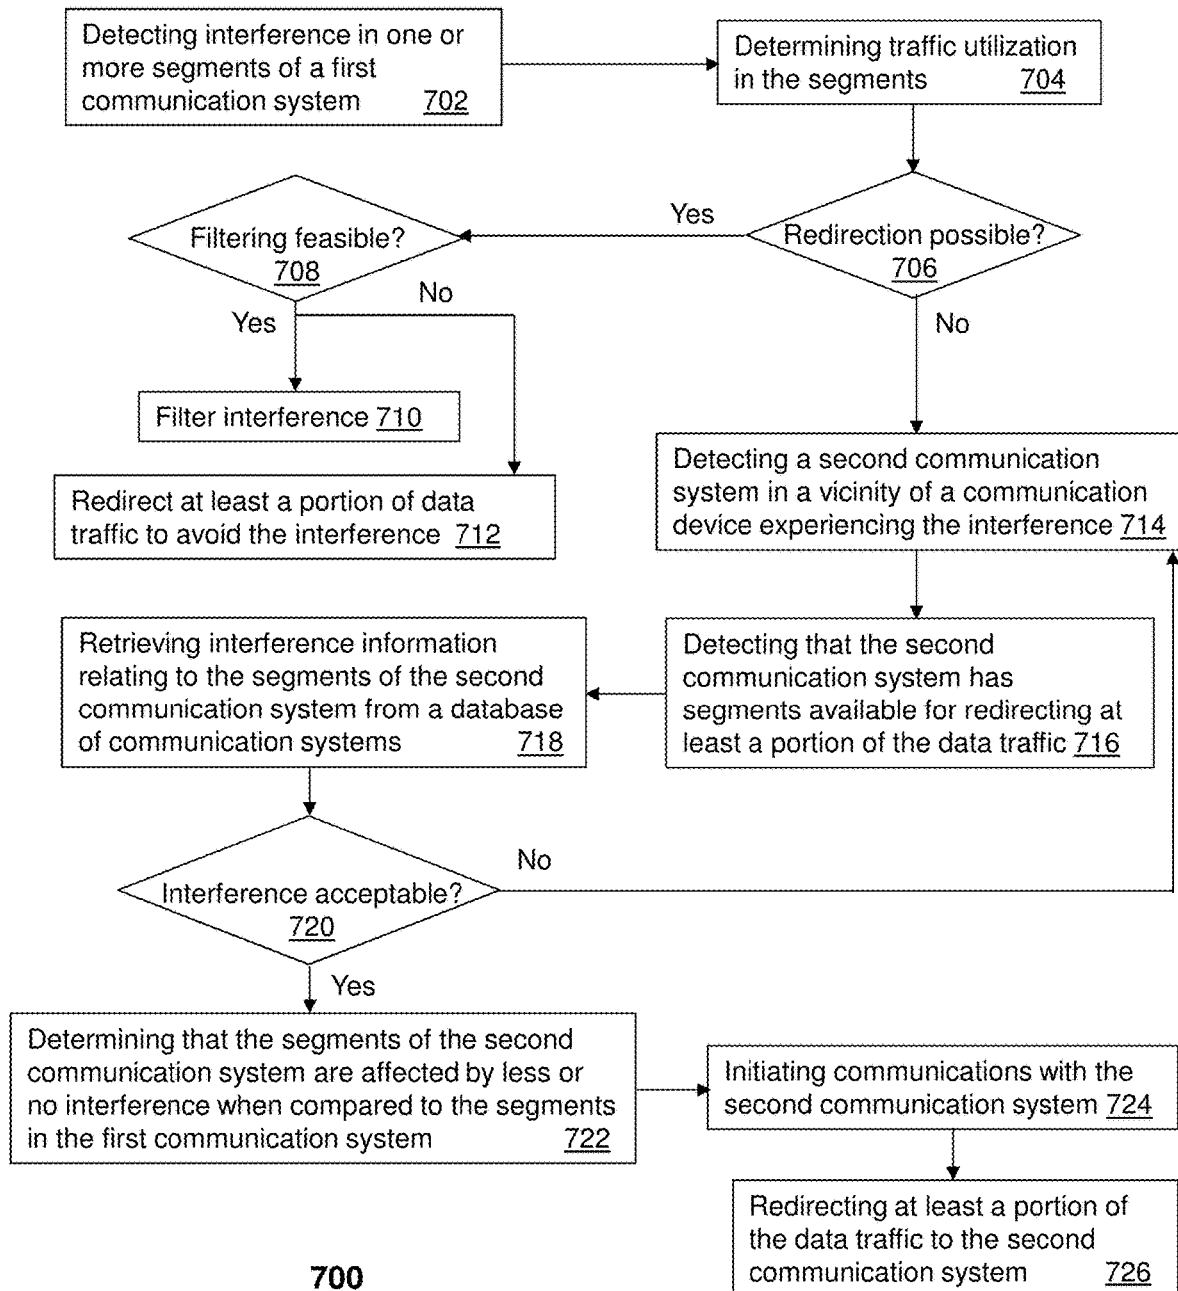 Detecting interference in one or
more segments of a first
communication system 702
Determining traffic utilization
in the segments 704
Redirection possible?
706
Yes
No
Filtering feasible?
708
No
Yes
Filter interference 710
Redirect at least a portion of data
traffic to avoid the interference 712
Detecting a second communication
system in a vicinity of a communication
device experiencing the interference 714
Detecting that the second
communication system has
segments available for redirecting at
least a portion of the data traffic 716
Retrieving interference information
relating to the segments of the second
communication system from a database
of communication systems 718
Interference acceptable?
720
No
Yes
Determining that the segments of the second
communication system are affected by less or
no interference when compared to the segments
in the first communication system 722
Initiating communications with the
second communication system 724
Redirecting at least a portion of
the data traffic to the second
communication system 726
700